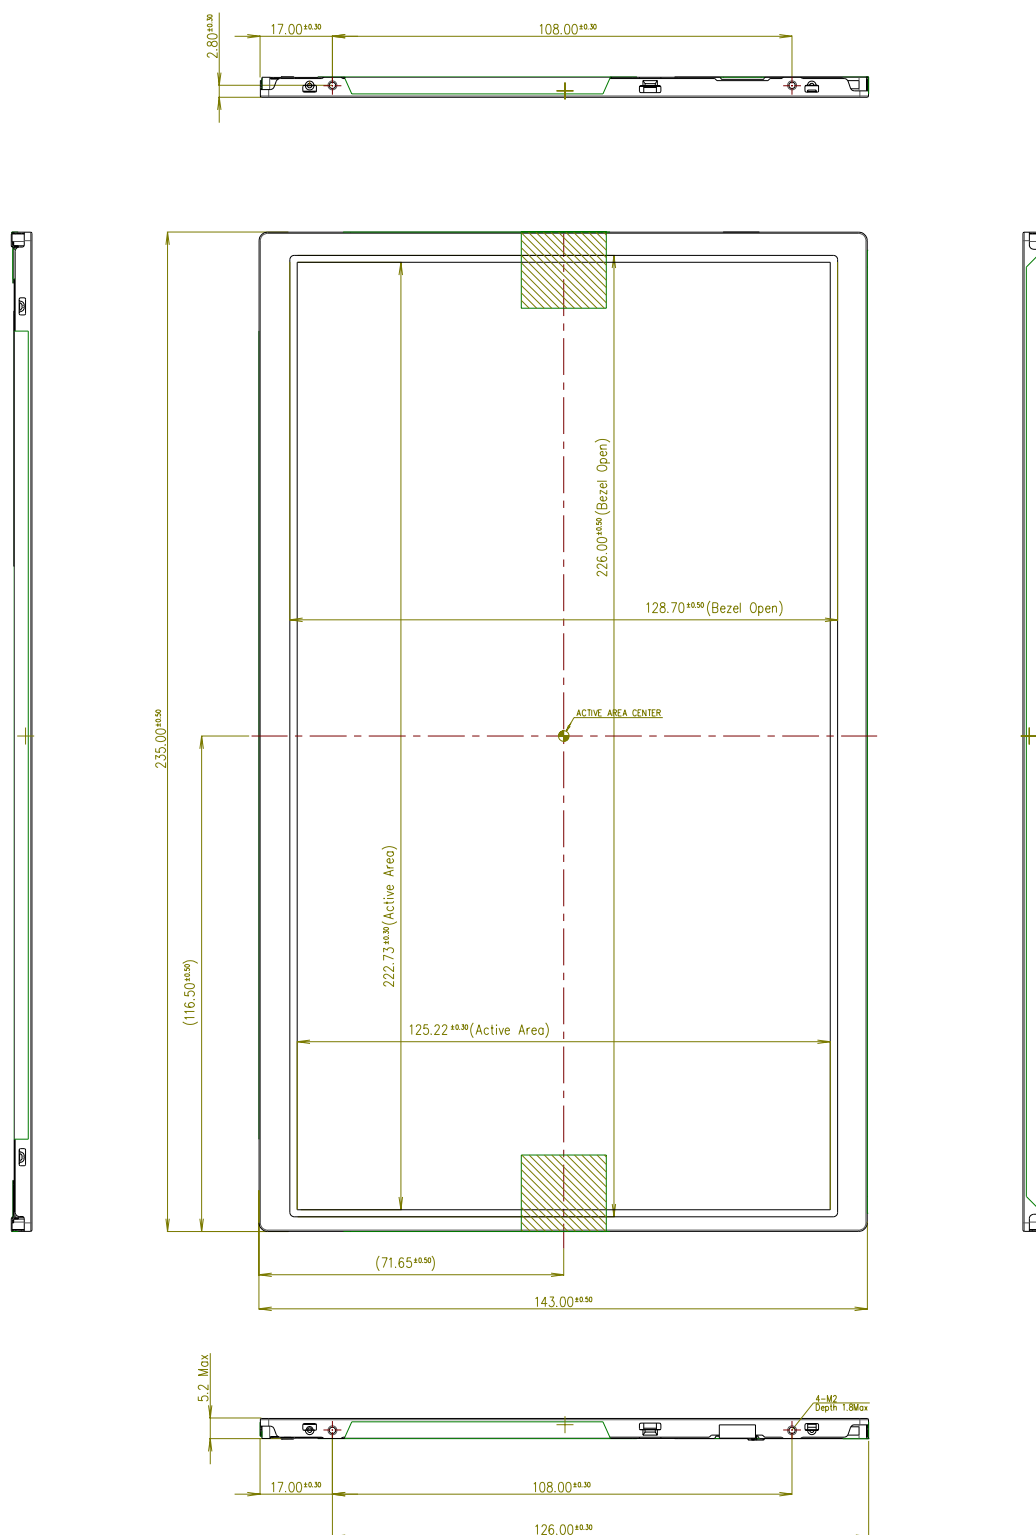 17.00±0.30
108.00±0.30
2.80±0.30
226.00±0.50(Bezel Open)
128.70±0.50(Bezel Open)
ACTIVE AREA CENTER
235.00±0.50
222.73±0.30(Active Area)
(116.50±0.50)
125.22±0.30(Active Area)
(71.65±0.50)
143.00±0.50
5.2 Max
4-M2
Depth 1.8Max
17.00±0.30
108.00±0.30
126.00±0.30